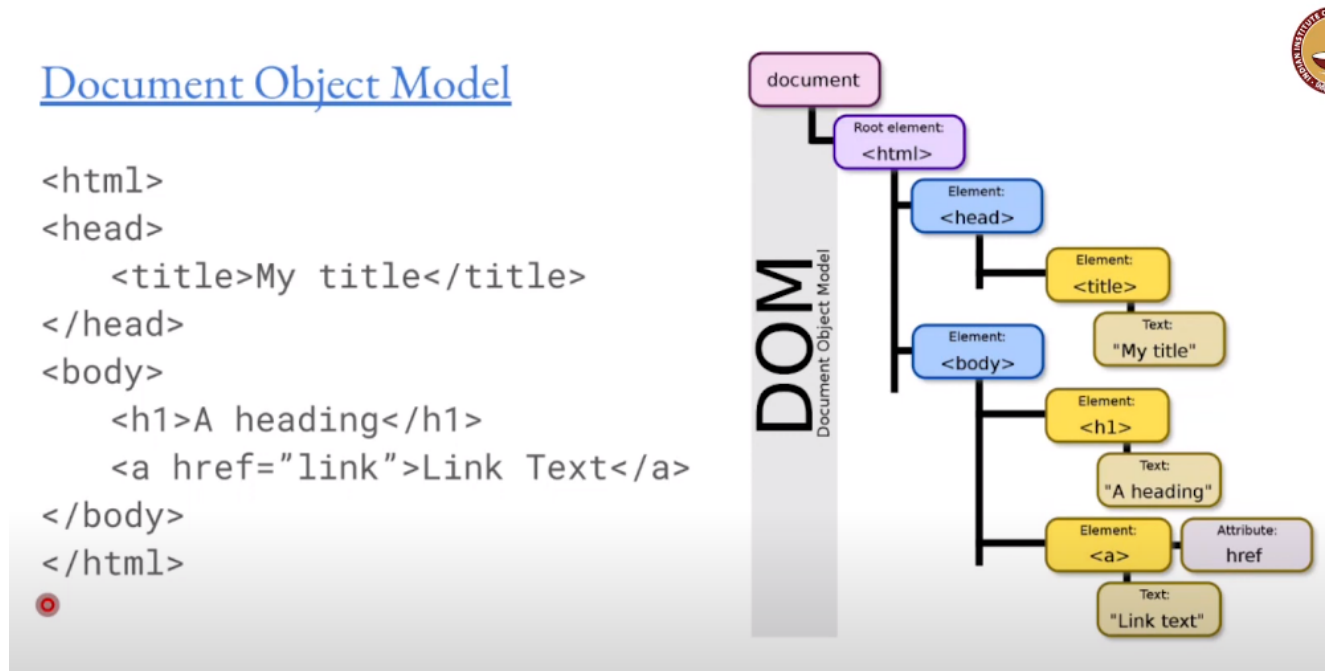 Document Object Model
<html>
<head>
<title>My title</title>
</head>
<body>
<h1>A heading</h1>
<a href=”link”>Link Text</a>
</body>
</html>
document
Root element:
<html>
Element:
<head>
Element:
<title>
Text:
"My title"
Element:
<body>
Element:
<h1>
Text:
"A heading"
Element:
<a>
Attribute:
href
Text:
"Link text"
DOM
Document Object Model
INDIAN INSTITUTE